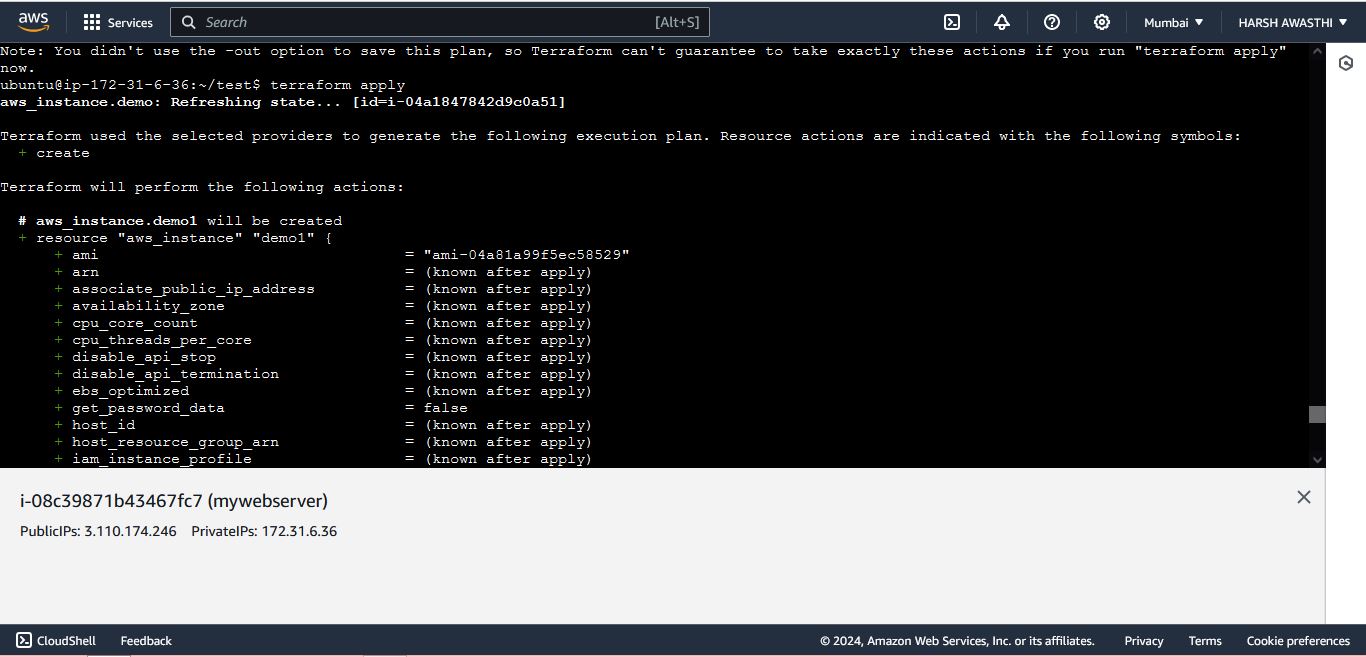 aws Services Search [Alt+S] Mumbai ▼ HARSH AWASTHI ▼
Note: You didn't use the -out option to save this plan, so Terraform can't guarantee to take exactly these actions if you run "terraform apply"
now.
ubuntu@ip-172-31-6-36:~/test$ terraform apply
aws_instance.demo: Refreshing state... [id=i-04a1847842d9c0a51]
Terraform used the selected providers to generate the following execution plan. Resource actions are indicated with the following symbols:
+ create
Terraform will perform the following actions:
# aws_instance.demo1 will be created
+ resource "aws_instance" "demo1" {
+ ami = "ami-04a81a99f5ec58529"
+ arn = (known after apply)
+ associate_public_ip_address = (known after apply)
+ availability_zone = (known after apply)
+ cpu_core_count = (known after apply)
+ cpu_threads_per_core = (known after apply)
+ disable_api_stop = (known after apply)
+ disable_api_termination = (known after apply)
+ ebs_optimized = (known after apply)
+ get_password_data = false
+ host_id = (known after apply)
+ host_resource_group_arn = (known after apply)
+ iam_instance_profile = (known after apply)
i-08c39871b43467fc7 (mywebserver)
PublicIPs: 3.110.174.246 PrivateIPs: 172.31.6.36
CloudShell Feedback © 2024, Amazon Web Services, Inc. or its affiliates. Privacy Terms Cookie preferences